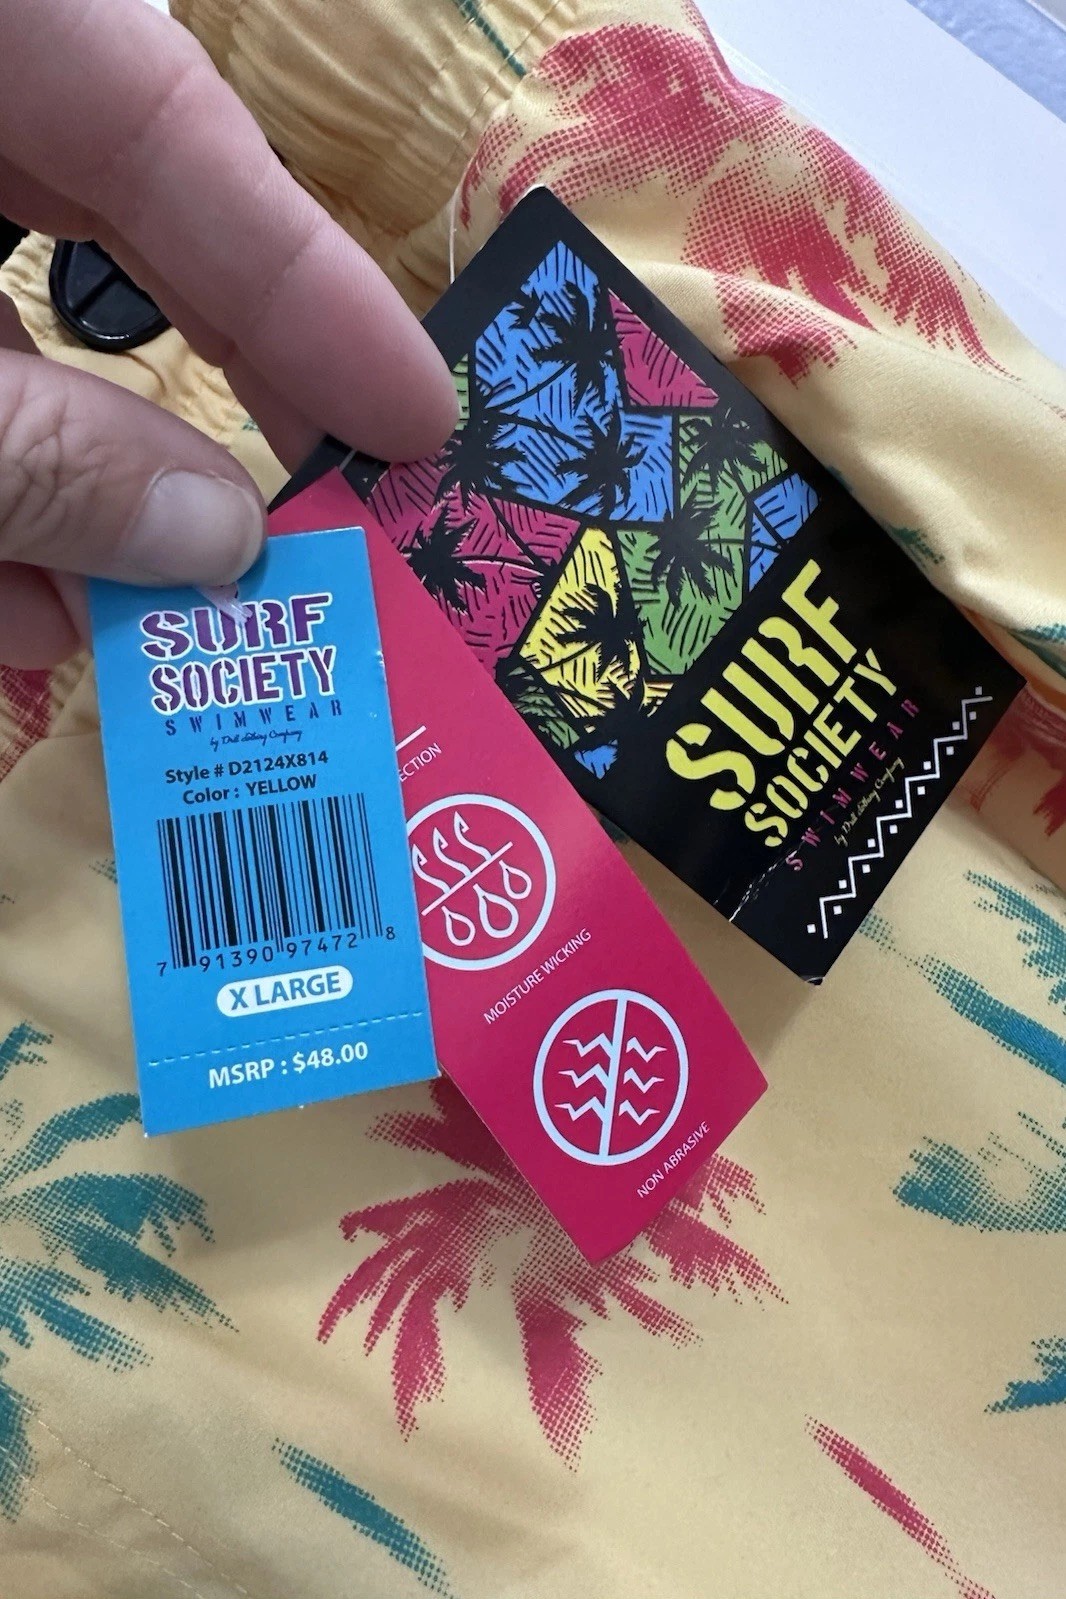 SURF
SOCIETY
SWIMWEAR
Style # D2124X814
Color : YELLOW
7 91390 97472 8
X LARGE
MSRP : $48.00
MOISTURE WICKING
NON ABRASIVE
SURF
SOCIETY
SWIMWEAR